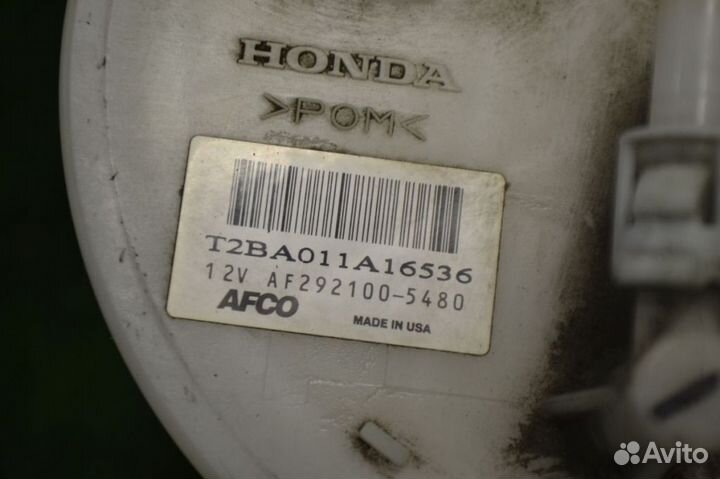 HONDA
>POM<
T2BA011A16536
12V AF292100-5480
AFCO
MADE IN USA
Avito